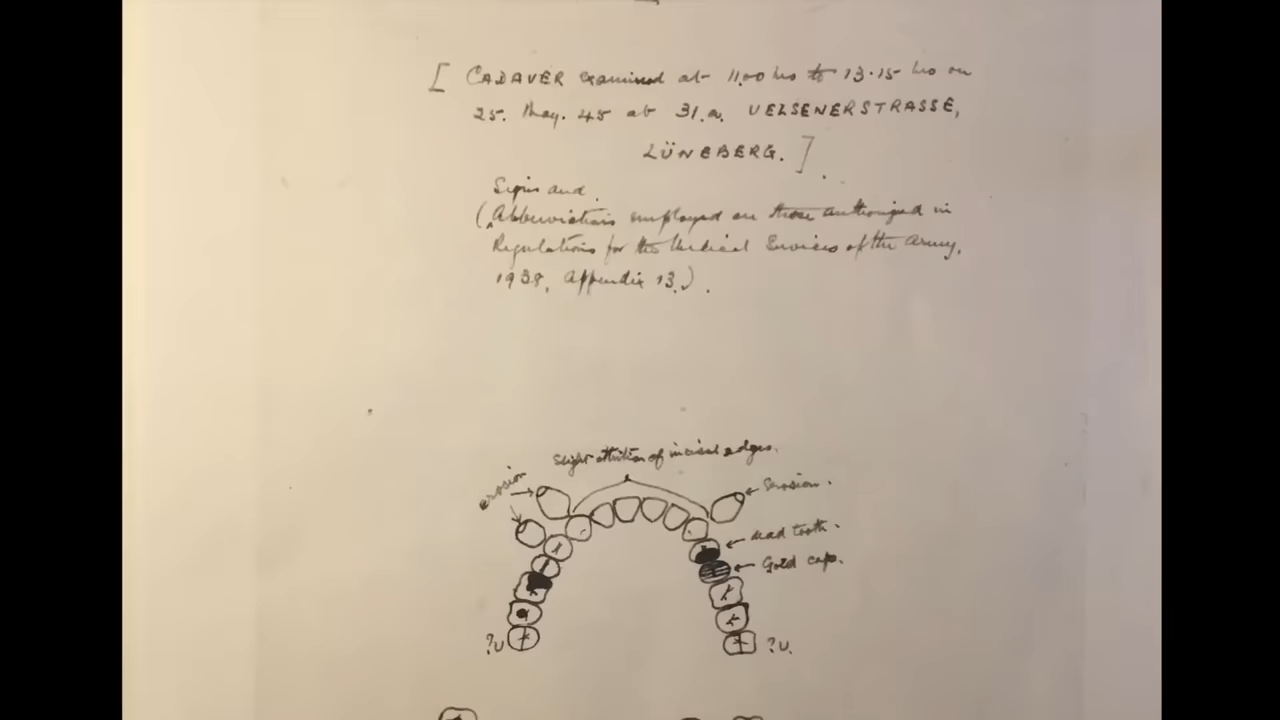 [ CADAVER examined at 11.00 hrs to 13.15 hrs on
25. May. 45 at 31.a. UELSENERSTRASSE,
LÜNEBERG. ].
Signs and
(Abbreviations employed are those authorised in
Regulations for the Medical Services of the Army,
1938, Appendix 13.).
Slight attrition of incisal edges.
erosion
Erosion.
dead tooth.
Gold cap.
?U
?U.